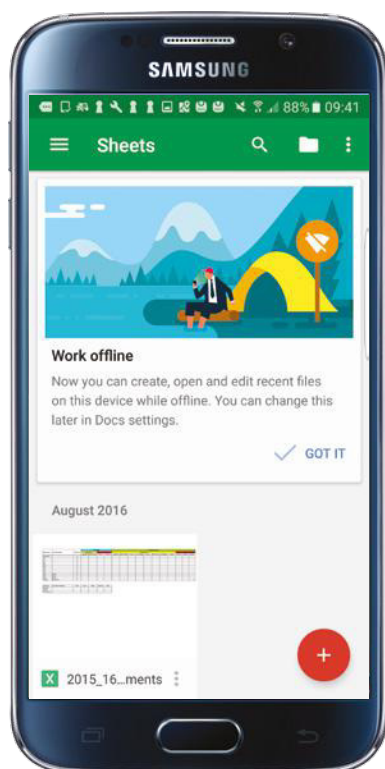 SAMSUNG
88% 09:41
Sheets
Work offline
Now you can create, open and edit recent files
on this device while offline. You can change this
later in Docs settings.
GOT IT
August 2016
X 2015_16...ments